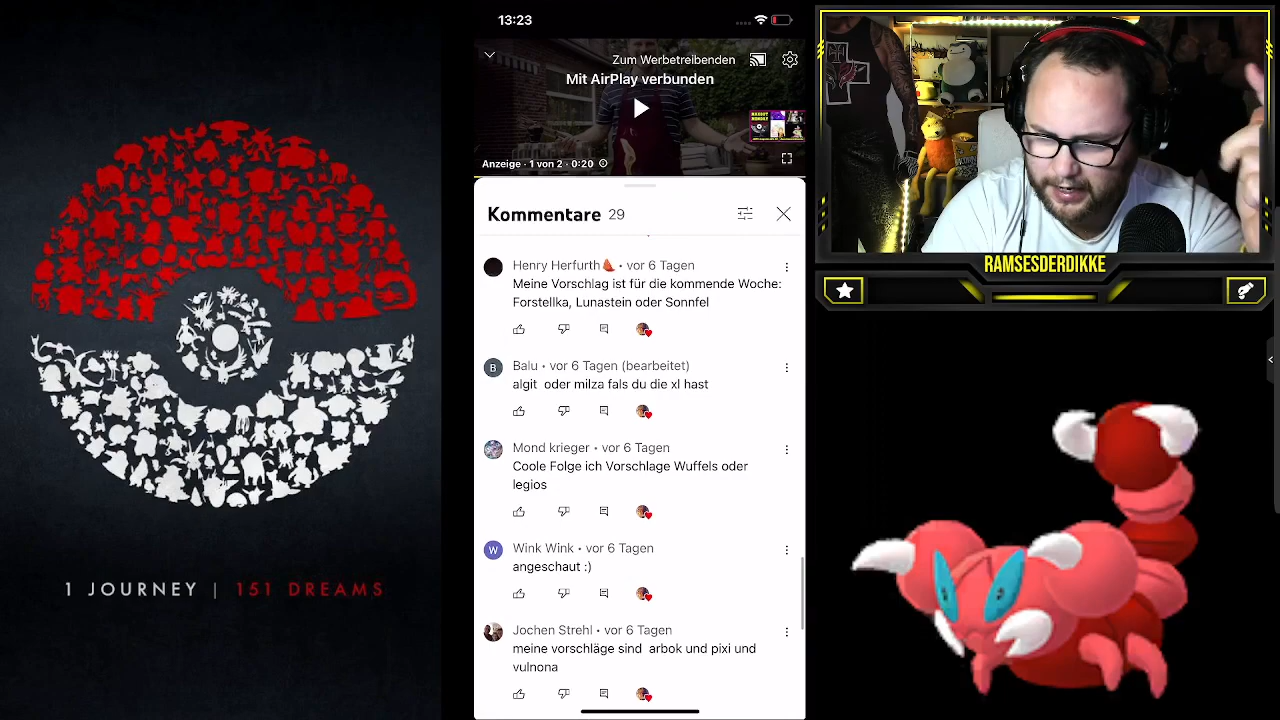 1 JOURNEY | 151 DREAMS
13:23
Zum Werbetreibenden
Mit AirPlay verbunden
Anzeige · 1 von 2 · 0:20
Kommentare 29
Henry Herfurth🍉 • vor 6 Tagen
Meine Vorschlag ist für die kommende Woche:
Forstellka, Lunastein oder Sonnfel
B
Balu • vor 6 Tagen (bearbeitet)
algit oder milza fals du die xl hast
Mond krieger • vor 6 Tagen
Coole Folge ich Vorschlage Wuffels oder
legios
W
Wink Wink • vor 6 Tagen
angeschaut :)
Jochen Strehl • vor 6 Tagen
meine vorschläge sind arbok und pixi und
vulnona
RAMSESDERDIKKE